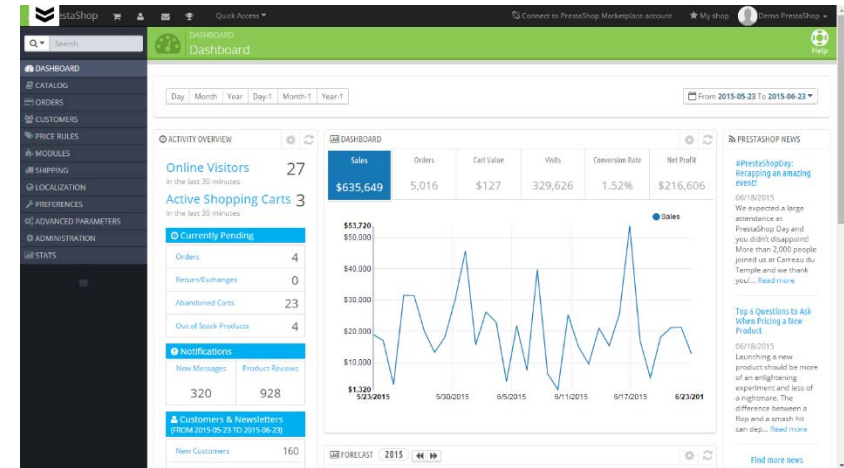 estaShop
Quick Access
Connect to PrestaShop Marketplace account
My shop
Demo PrestaShop
Search
DASHBOARD
Dashboard
Help
DASHBOARD
CATALOG
ORDERS
CUSTOMERS
PRICE RULES
MODULES
SHIPPING
LOCALIZATION
PREFERENCES
ADVANCED PARAMETERS
ADMINISTRATION
STATS
Day Month Year Day-1 Month-1 Year-1
From 2015-05-23 To 2015-06-23
ACTIVITY OVERVIEW
Online Visitors 27
in the last 30 minutes
Active Shopping Carts 3
in the last 30 minutes
Currently Pending
Orders 4
Return/Exchanges 0
Abandoned Carts 23
Out of Stock Products 4
Notifications
New Messages Product Reviews
320 928
Customers & Newsletters
(FROM 2015-05-23 TO 2015-06-23)
New Customers 160
DASHBOARD
Sales Orders Cart Value Visits Conversion Rate Net Profit
$635,649 5,016 $127 329,626 1.52% $216,606
Sales
$53,720
$50,000
$40,000
$30,000
$20,000
$10,000
$1,320
5/23/2015 5/30/2015 6/5/2015 6/11/2015 6/17/2015 6/23/201
FORECAST 2015
PRESTASHOP NEWS
#PrestaShopDay:
Recapping an amazing
event!
06/18/2015
We expected a large
attendance at
PrestaShop Day and
you didn't disappoint!
More than 2,000 people
joined us at Carreau du
Temple and we thank
you!... Read more
Top 6 Questions to Ask
When Pricing a New
Product
06/18/2015
Launching a new
product should be more
of an enlightening
experiment and less of
a nightmare. The
difference between a
flop and a smash hit
can dep... Read more
Find more news